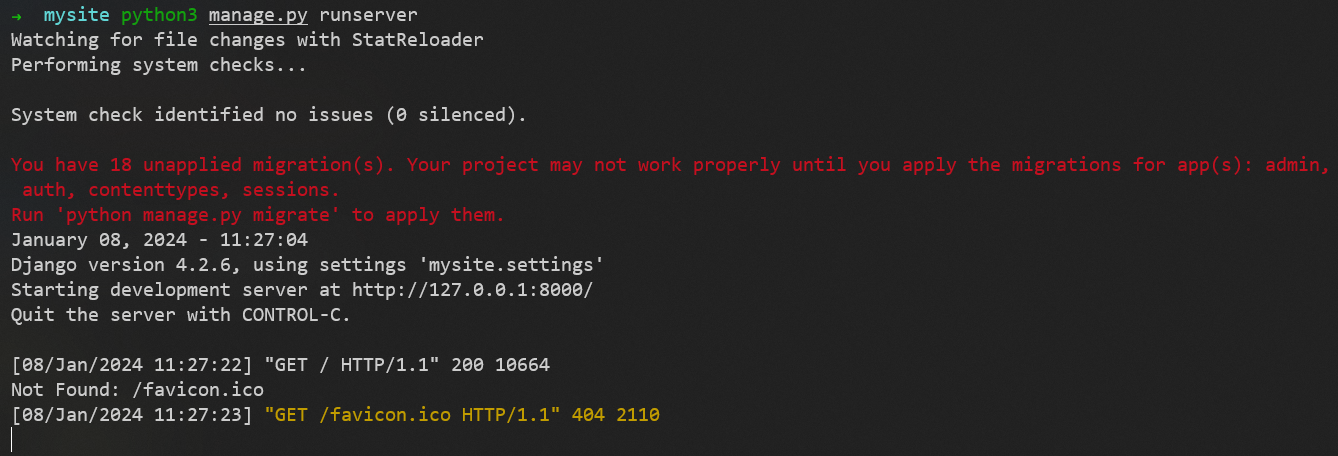 → mysite python3 manage.py runserver
Watching for file changes with StatReloader
Performing system checks...
System check identified no issues (0 silenced).
You have 18 unapplied migration(s). Your project may not work properly until you apply the migrations for app(s): admin,
auth, contenttypes, sessions.
Run 'python manage.py migrate' to apply them.
January 08, 2024 - 11:27:04
Django version 4.2.6, using settings 'mysite.settings'
Starting development server at http://127.0.0.1:8000/
Quit the server with CONTROL-C.
[08/Jan/2024 11:27:22] "GET / HTTP/1.1" 200 10664
Not Found: /favicon.ico
[08/Jan/2024 11:27:23] "GET /favicon.ico HTTP/1.1" 404 2110